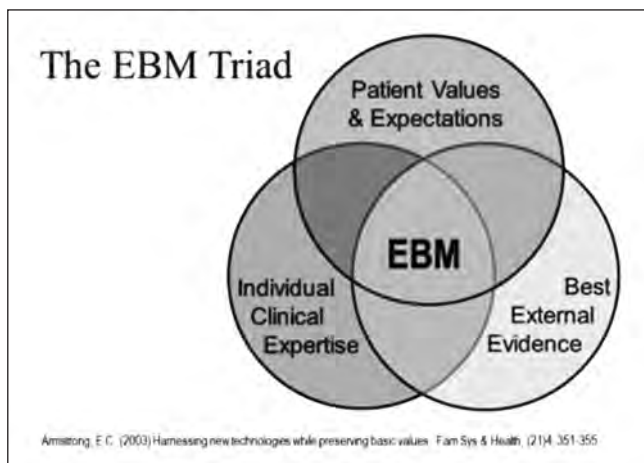 The EBM Triad
Patient Values
& Expectations
EBM
Individual
Clinical
Expertise
Best
External
Evidence
Armstrong, E.C. (2003) Harnessing new technologies while preserving basic values. Fam Sys & Health, (21)4, 351-355